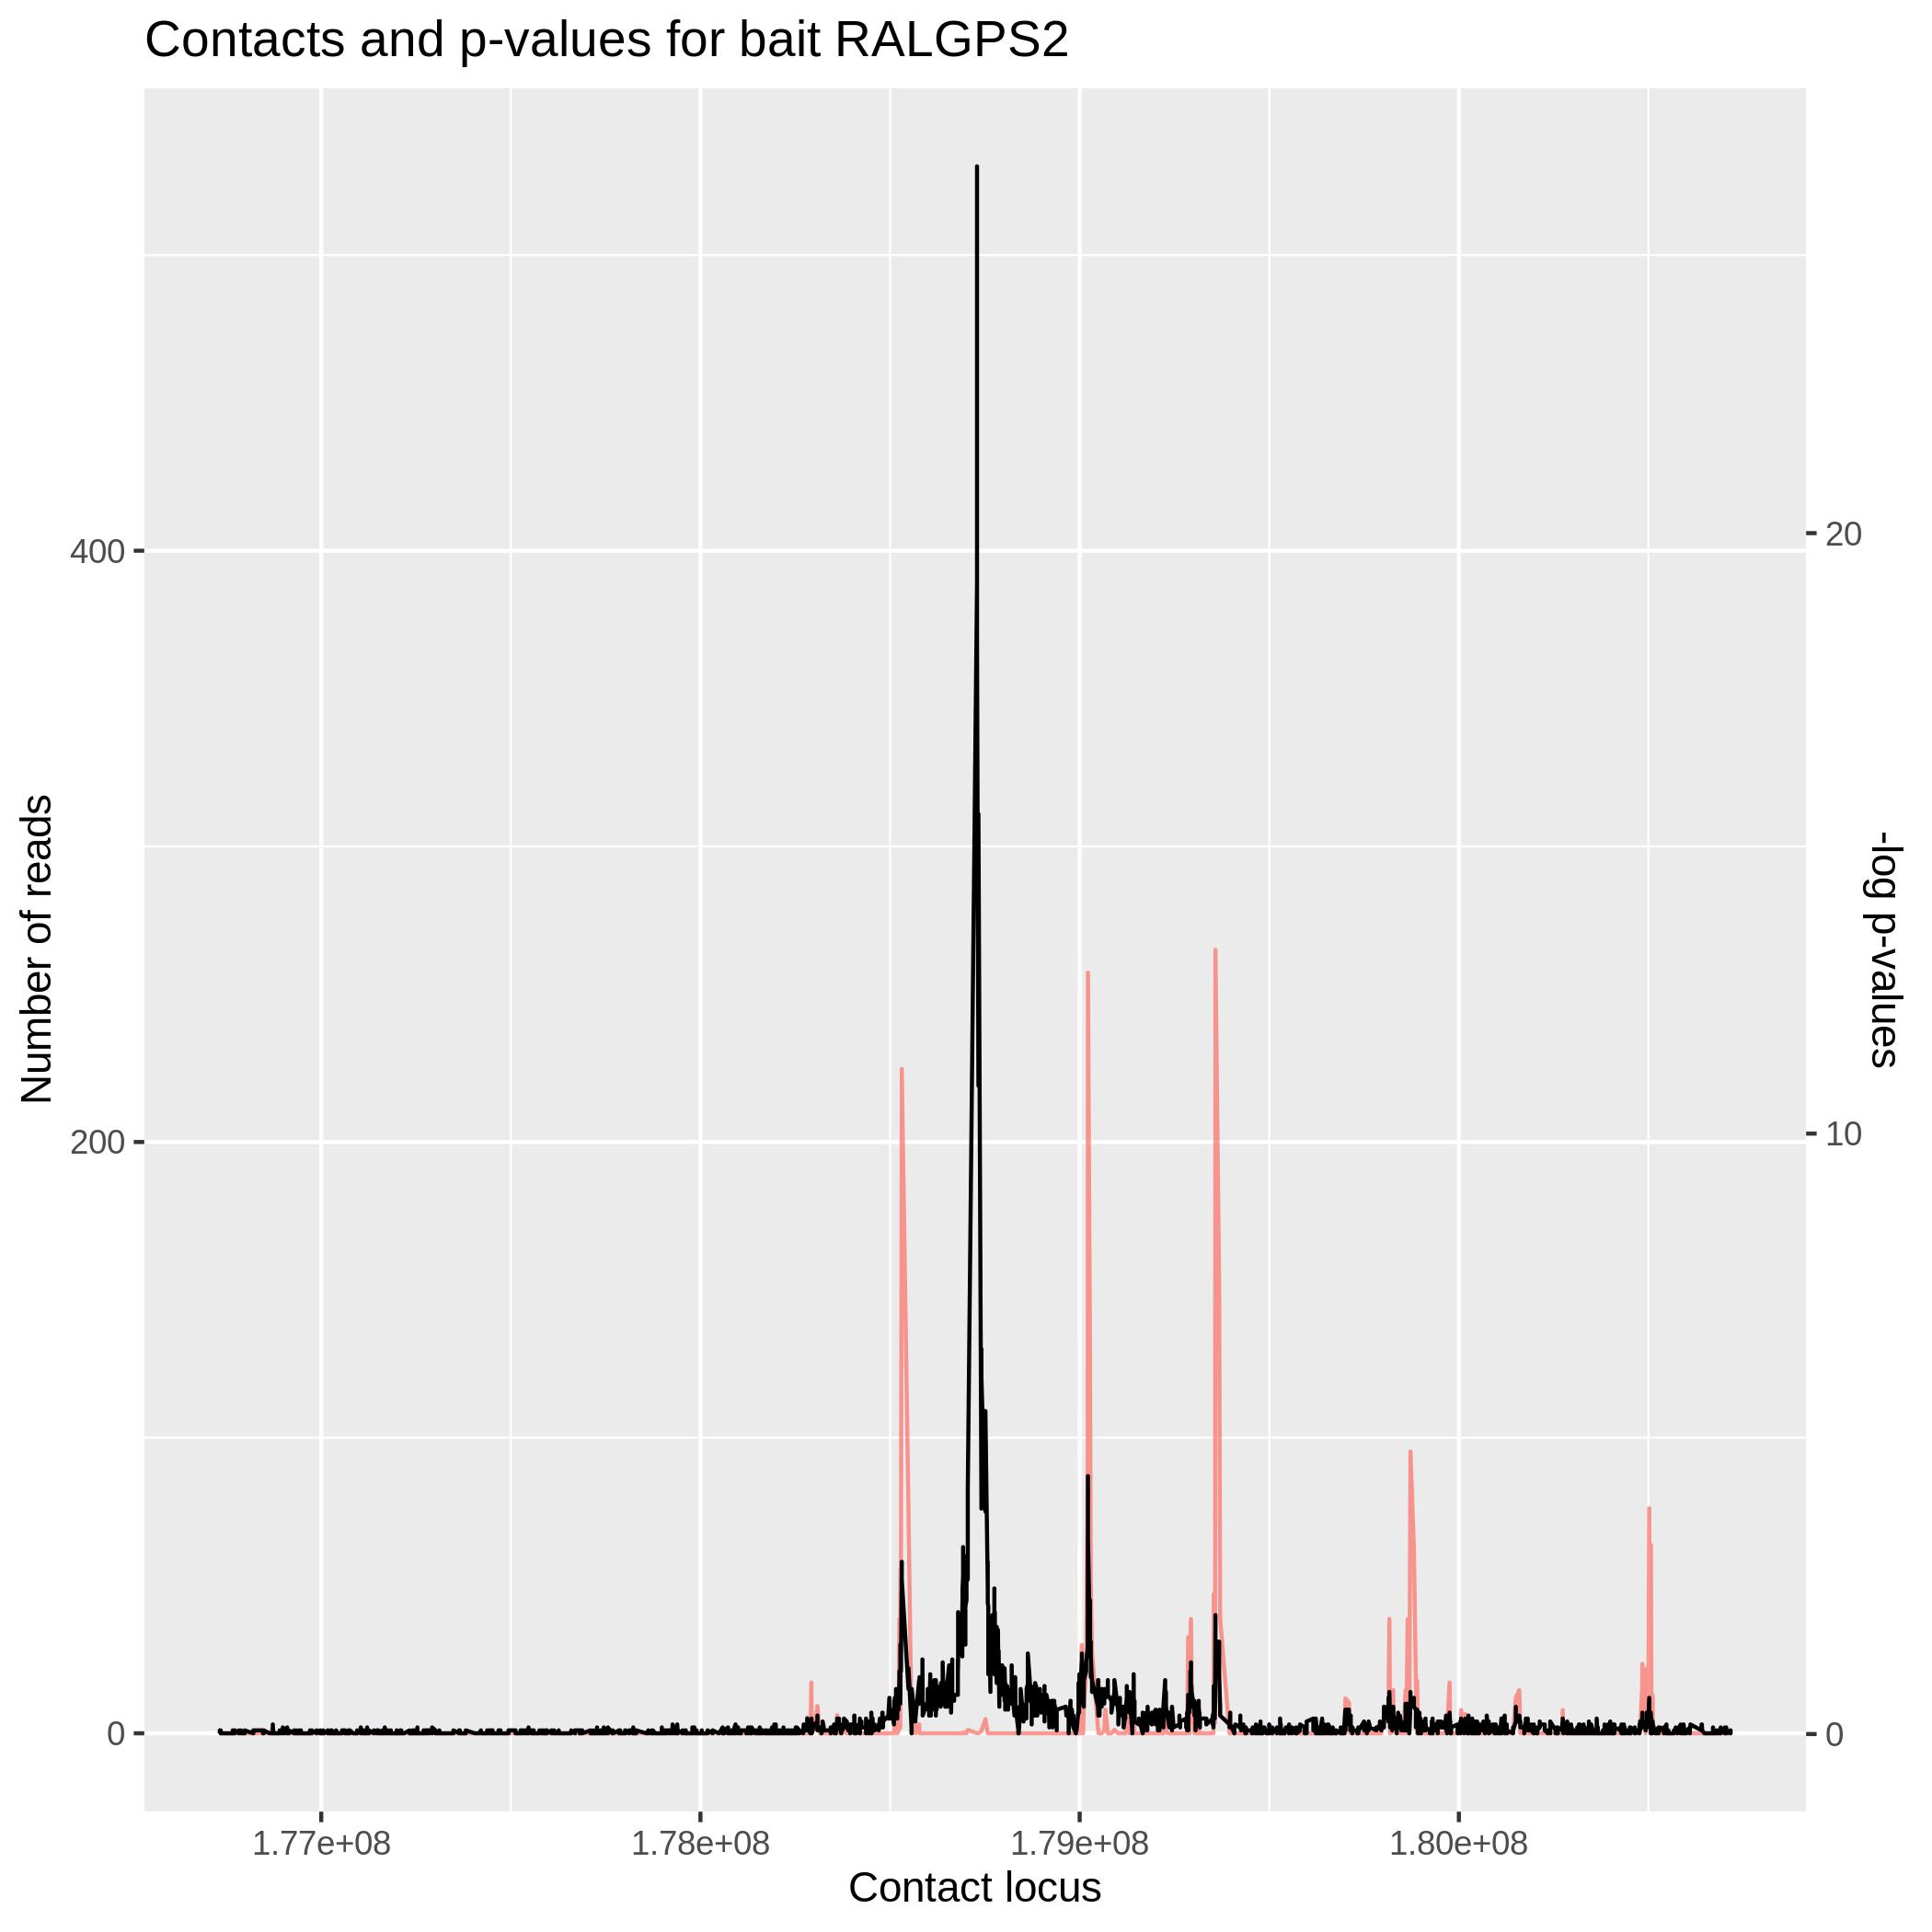 Contacts and p-values for bait RALGPS2
400
200
0
20
10
0
Number of reads
-log p-values
1.77e+08
1.78e+08
1.79e+08
1.80e+08
Contact locus